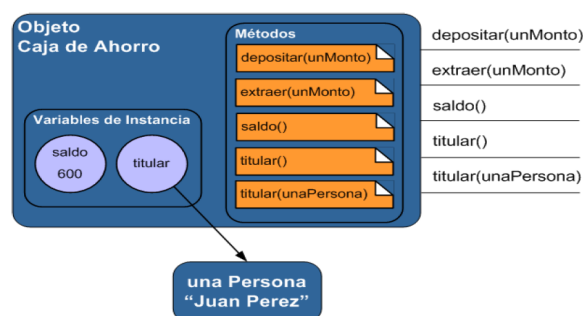 Objeto
Caja de Ahorro
Variables de Instancia
saldo
600
titular
Métodos
depositar(unMonto)
extraer(unMonto)
saldo()
titular()
titular(unaPersona)
depositar(unMonto)
extraer(unMonto)
saldo()
titular()
titular(unaPersona)
una Persona
“Juan Perez”